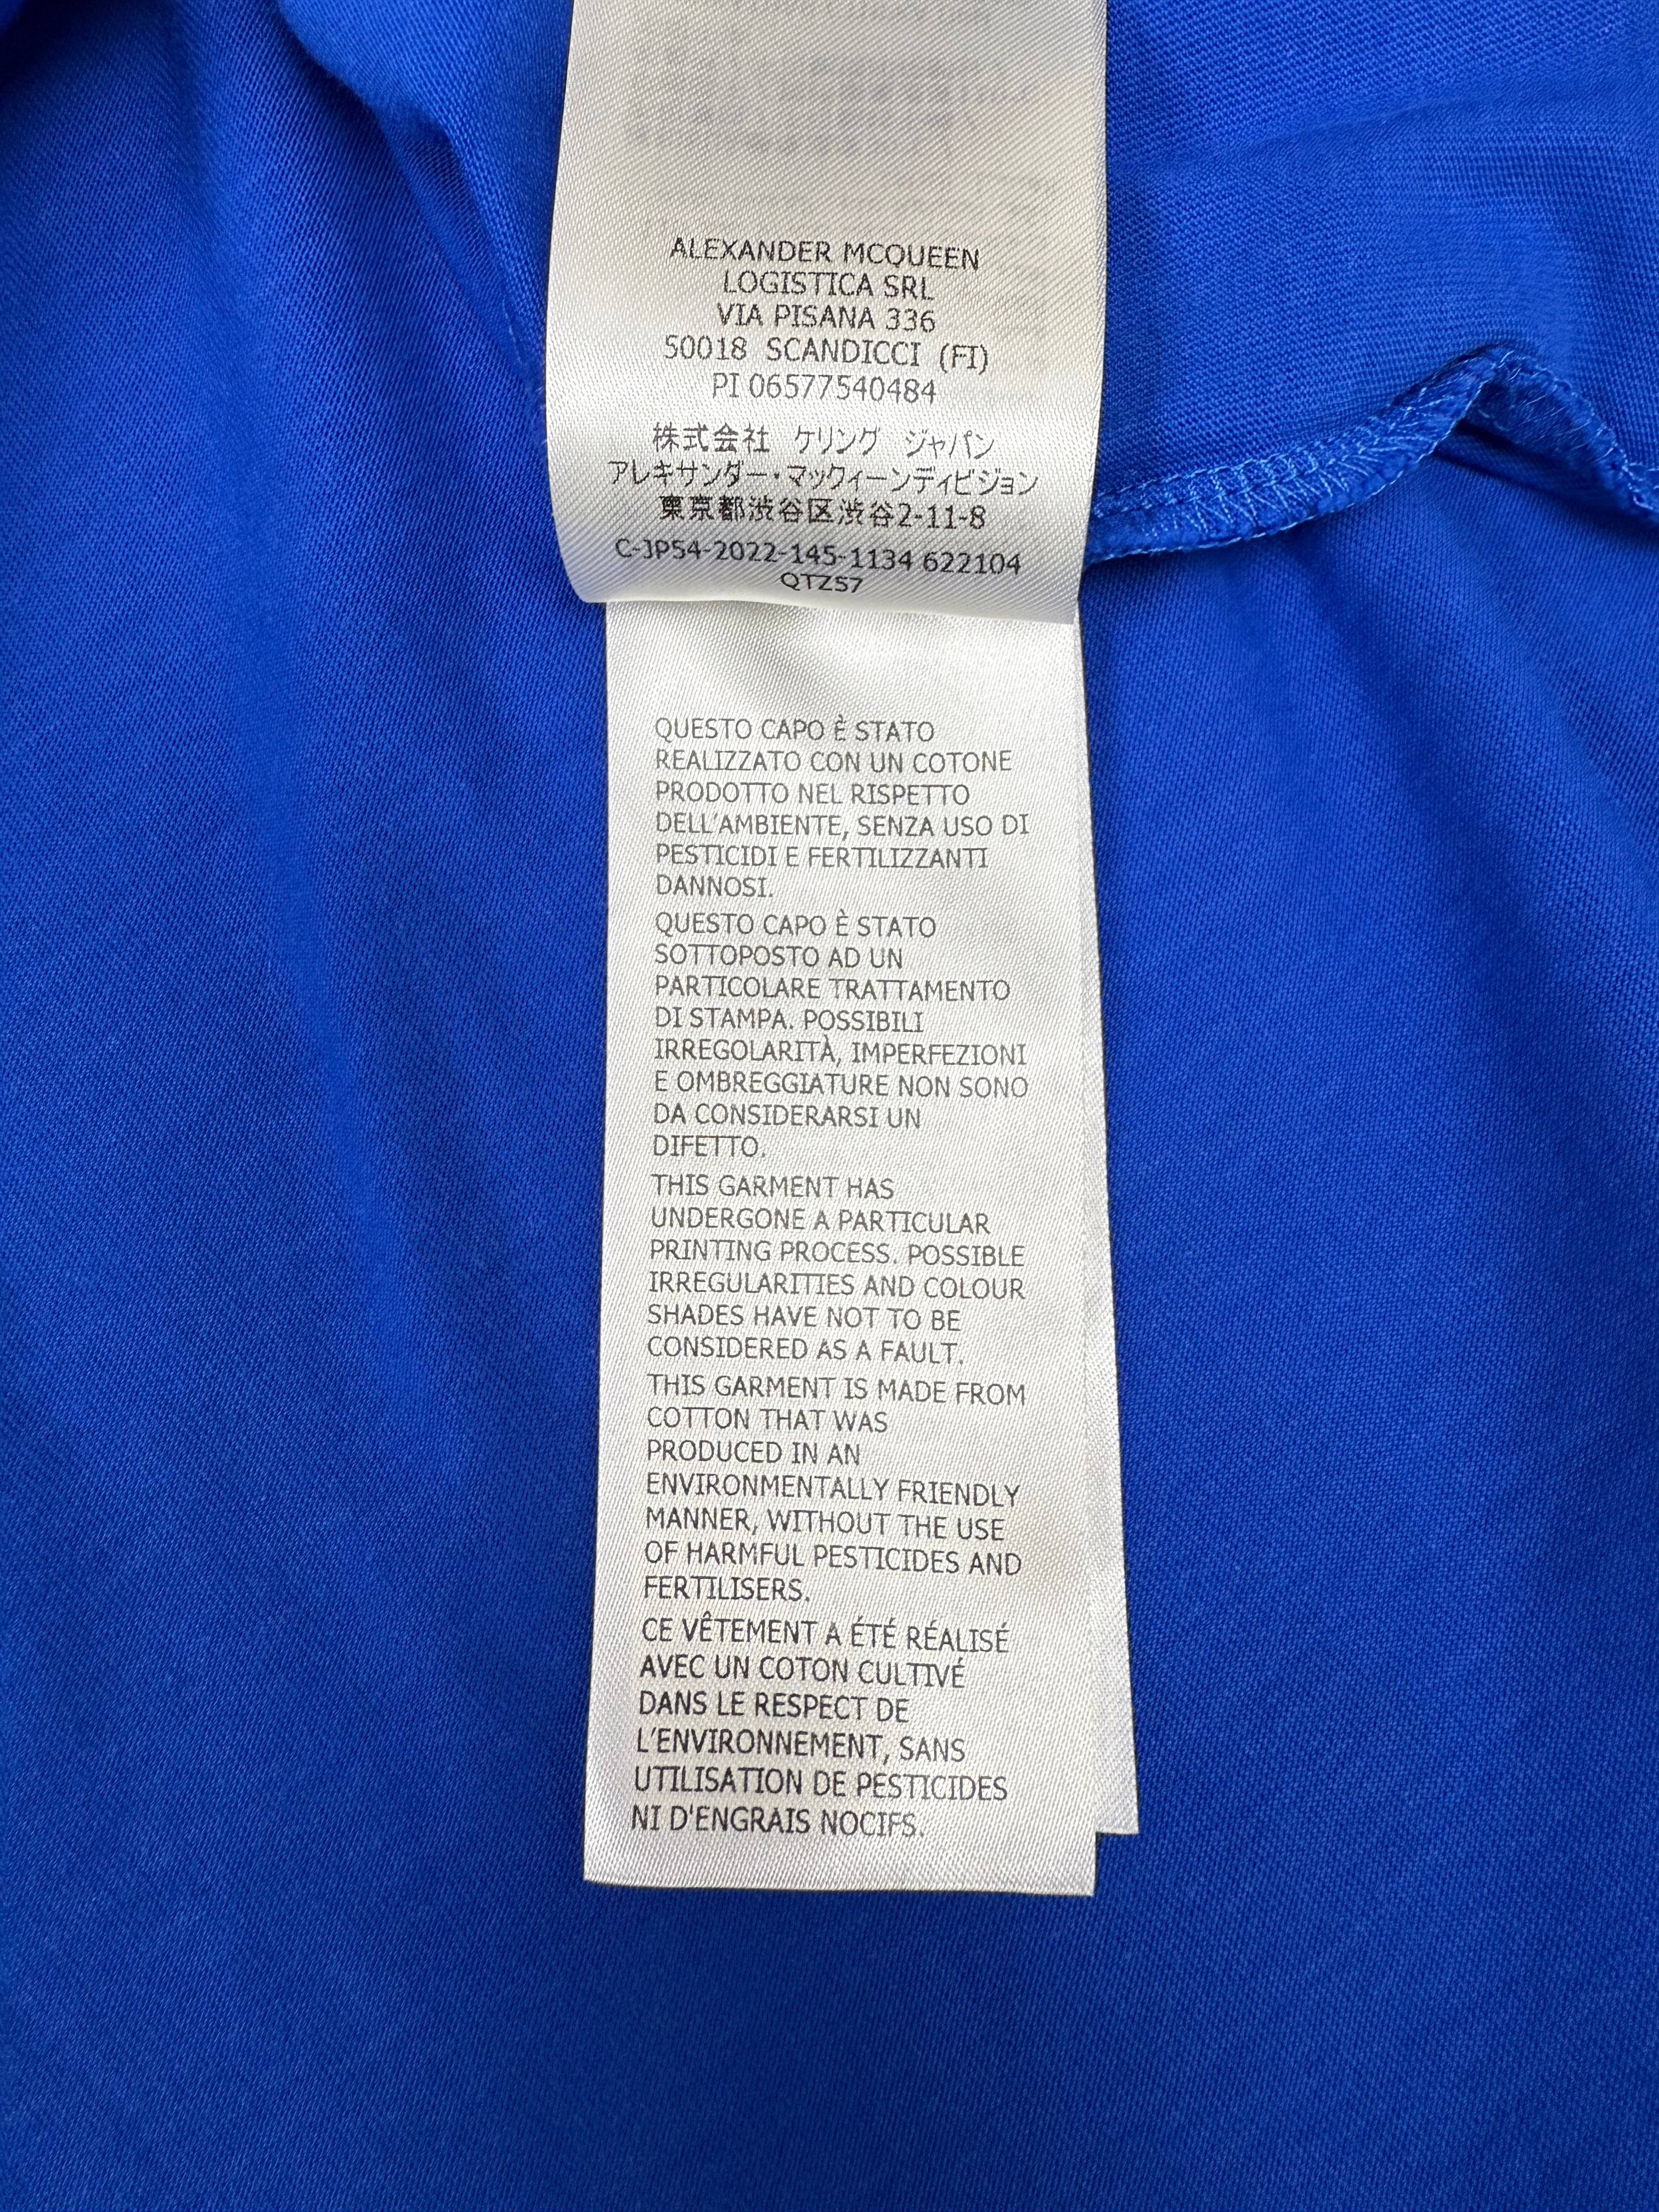 ALEXANDER MCQUEEN
LOGISTICA SRL
VIA PISANA 336
50018 SCANDICCI (FI)
PI 06577540484
株式会社 ケリング ジャパン
アレキサンダー・マックィーンディビジョン
東京都渋谷区渋谷2-11-8
C-JP54-2022-145-1134 622104
QTZ57
QUESTO CAPO È STATO
REALIZZATO CON UN COTONE
PRODOTTO NEL RISPETTO
DELL'AMBIENTE, SENZA USO DI
PESTICIDI E FERTILIZZANTI
DANNOSI.
QUESTO CAPO È STATO
SOTTOPOSTO AD UN
PARTICOLARE TRATTAMENTO
DI STAMPA. POSSIBILI
IRREGOLARITÀ, IMPERFEZIONI
E OMBREGGIATURE NON SONO
DA CONSIDERARSI UN
DIFETTO.
THIS GARMENT HAS
UNDERGONE A PARTICULAR
PRINTING PROCESS. POSSIBLE
IRREGULARITIES AND COLOUR
SHADES HAVE NOT TO BE
CONSIDERED AS A FAULT.
THIS GARMENT IS MADE FROM
COTTON THAT WAS
PRODUCED IN AN
ENVIRONMENTALLY FRIENDLY
MANNER, WITHOUT THE USE
OF HARMFUL PESTICIDES AND
FERTILISERS.
CE VÊTEMENT A ÉTÉ RÉALISÉ
AVEC UN COTON CULTIVÉ
DANS LE RESPECT DE
L'ENVIRONNEMENT, SANS
UTILISATION DE PESTICIDES
NI D'ENGRAIS NOCIFS.